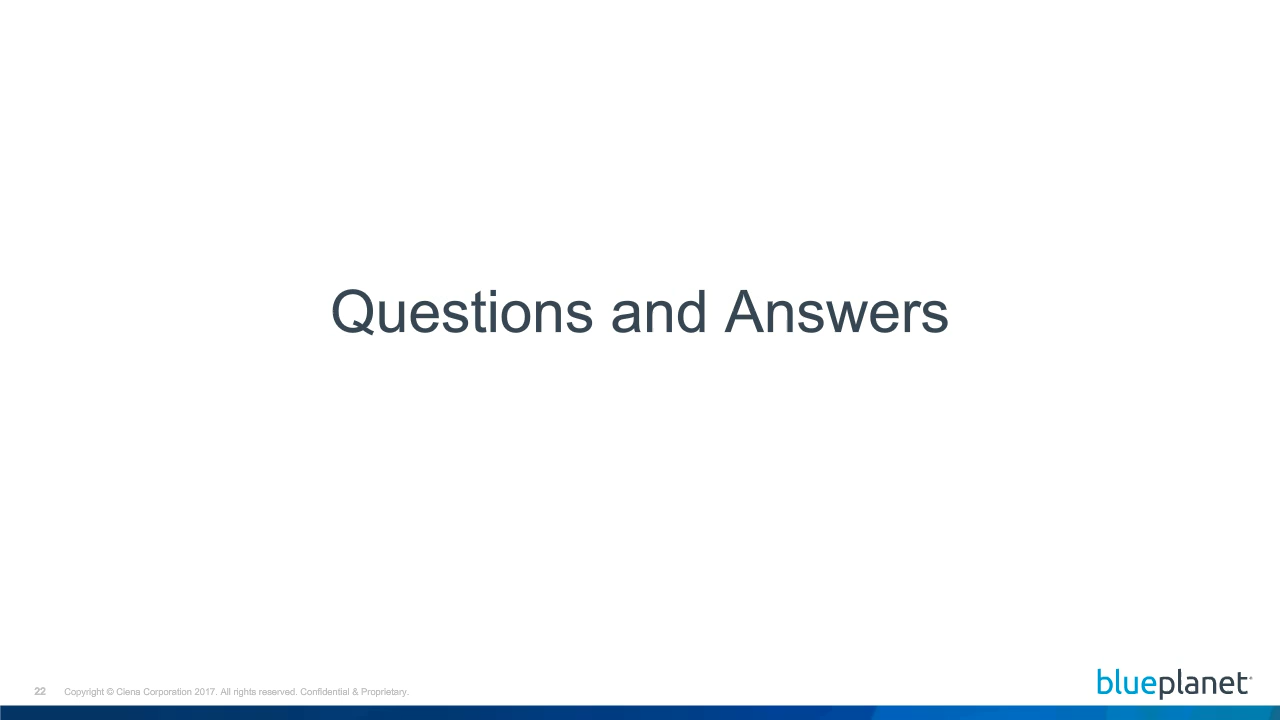 Questions and Answers
22 Copyright © Ciena Corporation 2017. All rights reserved. Confidential & Proprietary.
blueplanet